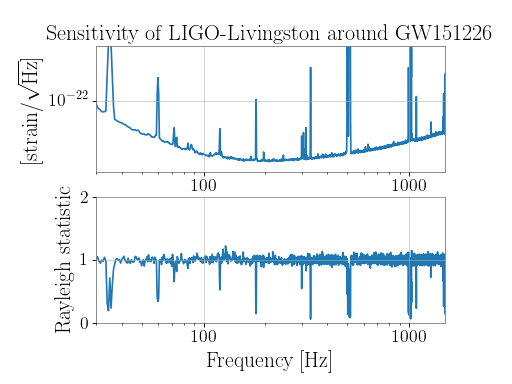 Sensitivity of LIGO-Livingston around GW151226
[strain/√Hz]
10⁻²²
100
1000
Rayleigh statistic
2
1
0
100
1000
Frequency [Hz]